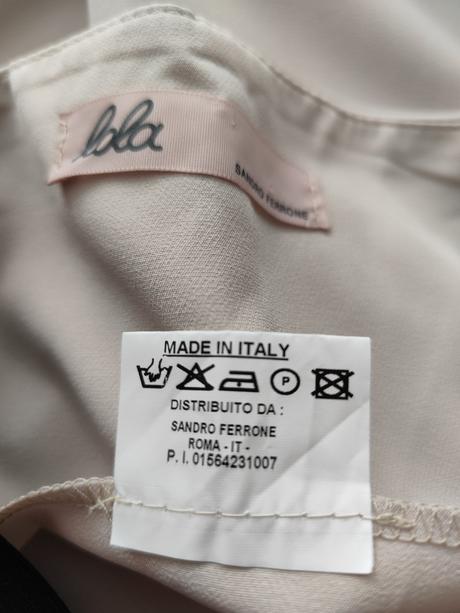 lola
SANDRO FERRONE
MADE IN ITALY
P
DISTRIBUITO DA :
SANDRO FERRONE
ROMA - IT -
P. I. 01564231007